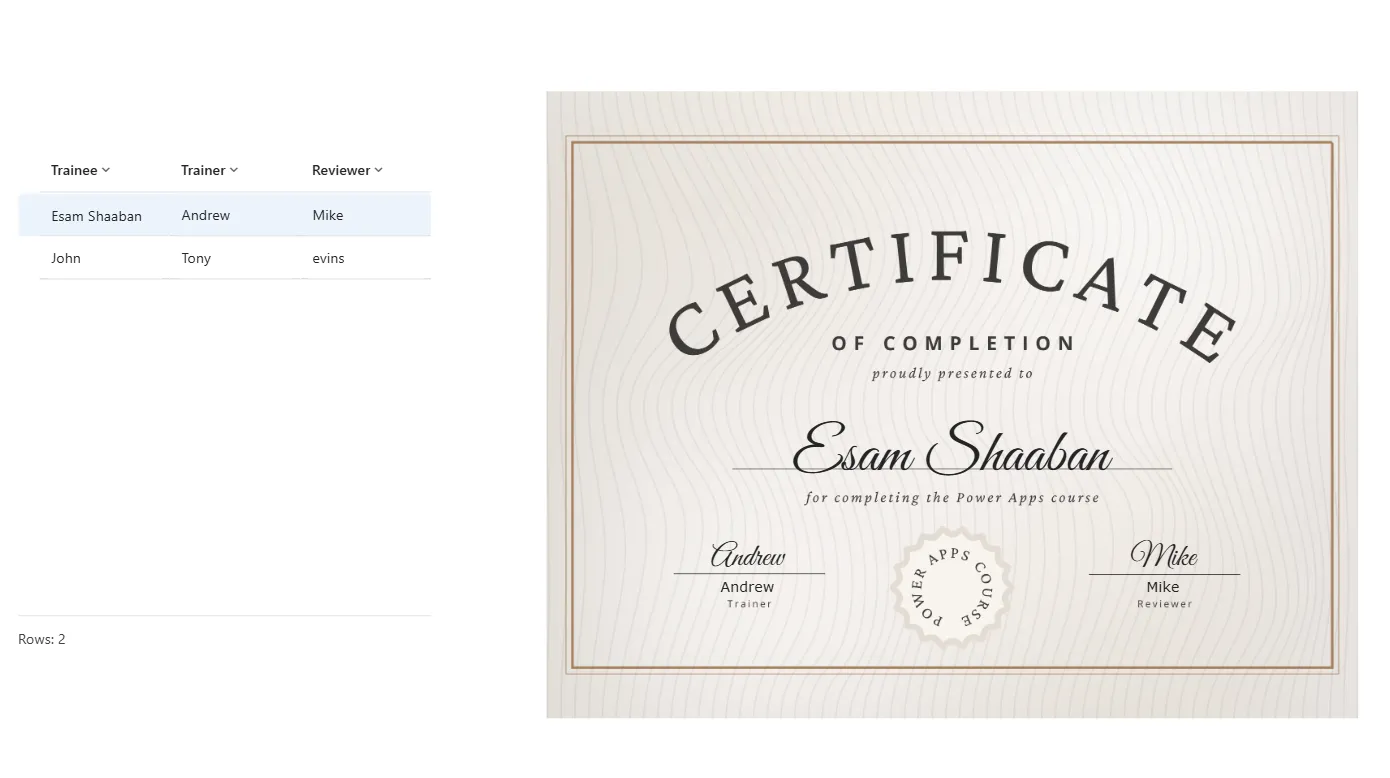 Trainee Trainer Reviewer
Esam Shaaban Andrew Mike
John Tony evins
Rows: 2
CERTIFICATE
OF COMPLETION
proudly presented to
Esam Shaaban
for completing the Power Apps course
Andrew
Andrew
Trainer
POWER APPS COURSE
Mike
Mike
Reviewer